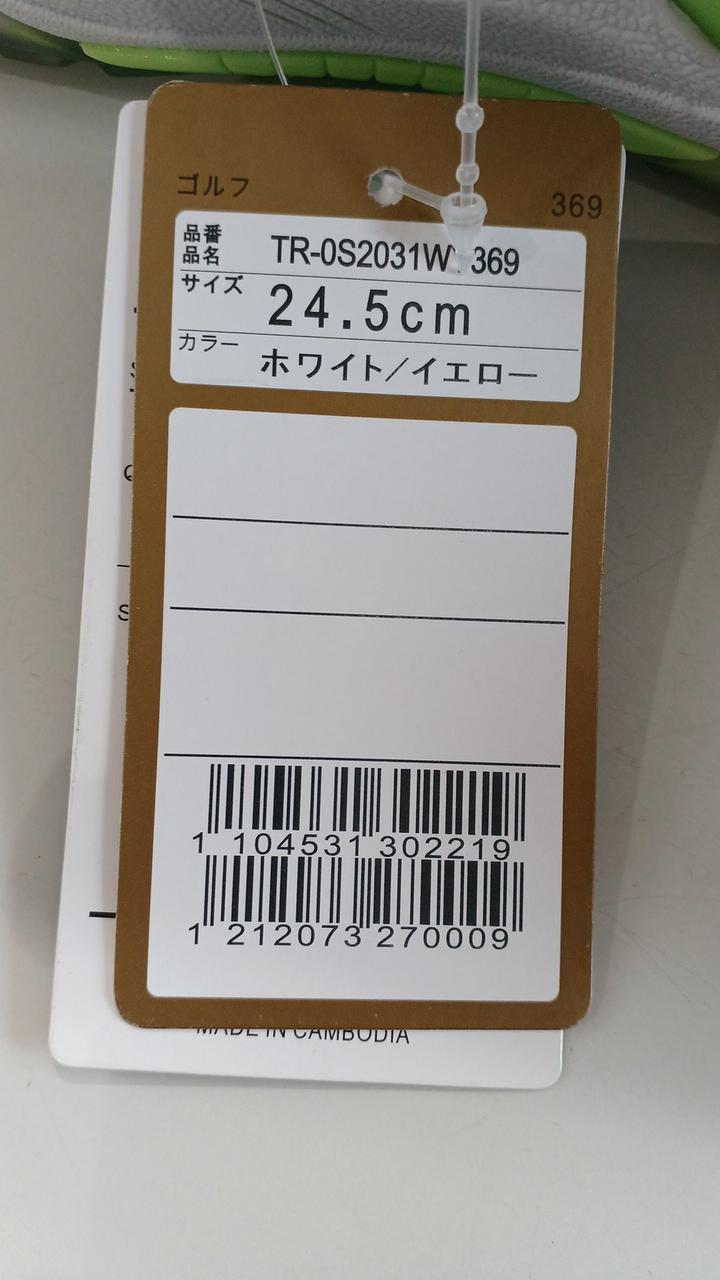 ゴルフ
369
品番
品名
TR-0S2031W 369
サイズ
24.5cm
カラー
ホワイト/イエロー
1 104531 302219
1 212073 270009
MADE IN CAMBODIA